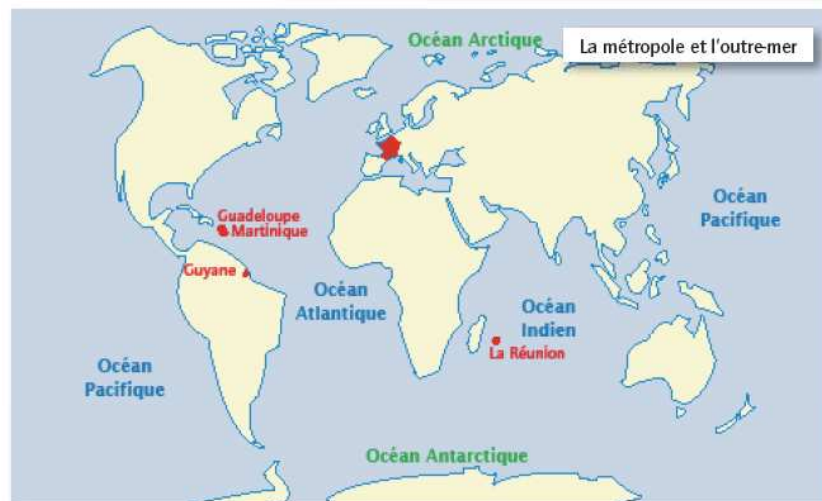 Océan Arctique
La métropole et l'outre-mer
Océan
Pacifique
Guadeloupe
Martinique
Guyane
Océan
Atlantique
Océan
Indien
La Réunion
Océan
Pacifique
Océan Antarctique